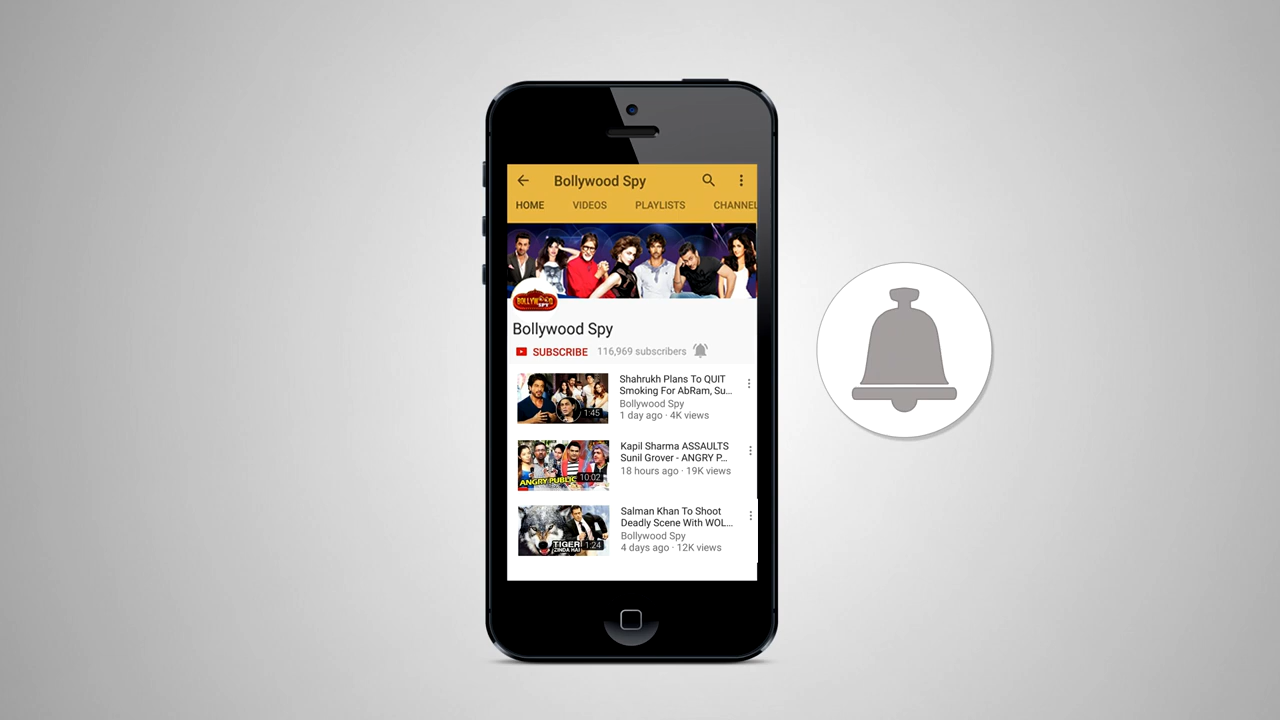 Bollywood Spy
HOME VIDEOS PLAYLISTS CHANNEL
BOLLYWOOD
SPY
Bollywood Spy
SUBSCRIBE 116,969 subscribers
Shahrukh Plans To QUIT
Smoking For AbRam, Su...
Bollywood Spy
1 day ago · 4K views
1:45
Kapil Sharma ASSAULTS
Sunil Grover - ANGRY P...
18 hours ago · 19K views
ANGRY PUBLIC
10:02
Salman Khan To Shoot
Deadly Scene With WOL...
Bollywood Spy
4 days ago · 12K views
TIGER
ZINDA HAI
1:24